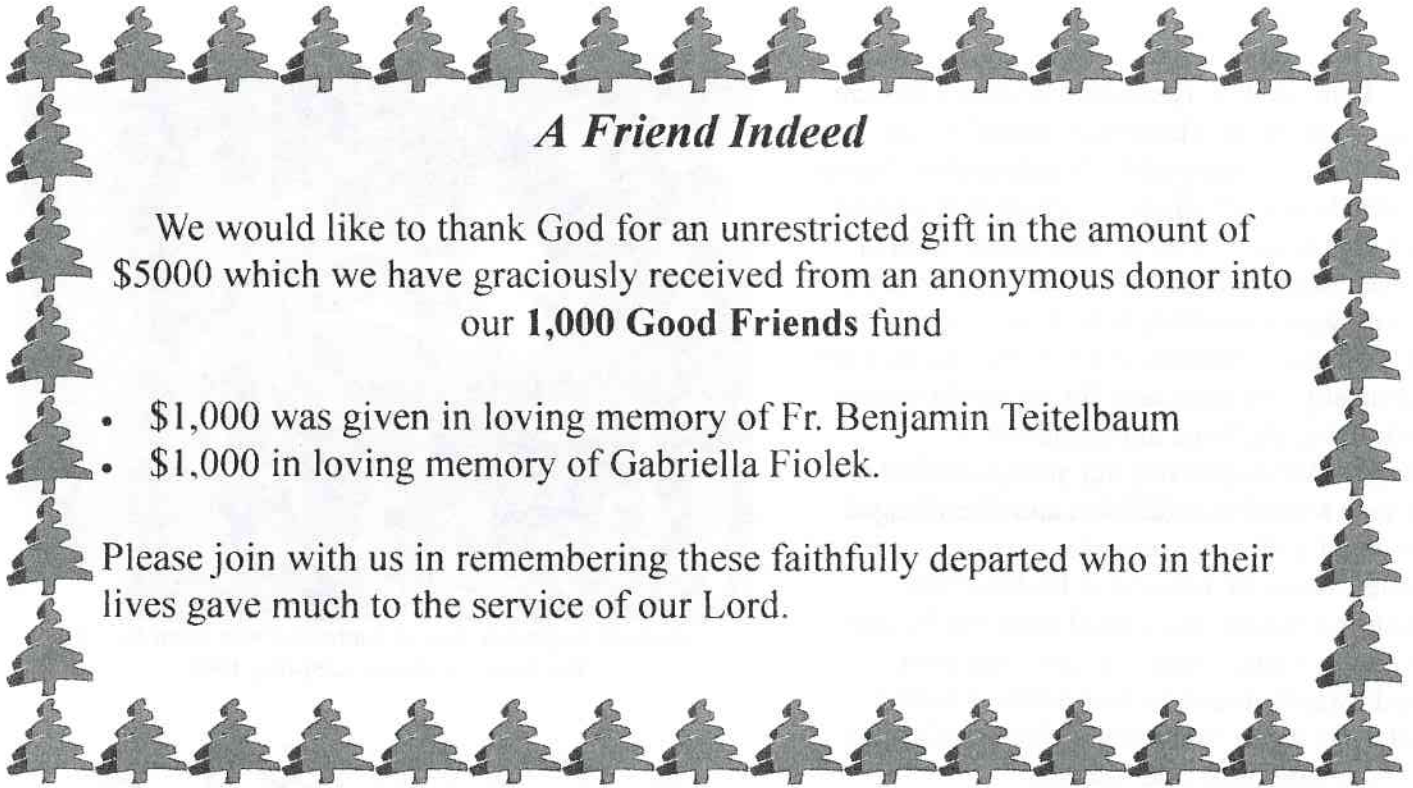 A Friend Indeed
We would like to thank God for an unrestricted gift in the amount of
$5000 which we have graciously received from an anonymous donor into
our 1,000 Good Friends fund
• $1,000 was given in loving memory of Fr. Benjamin Teitelbaum
• $1,000 in loving memory of Gabriella Fiolek.
Please join with us in remembering these faithfully departed who in their
lives gave much to the service of our Lord.